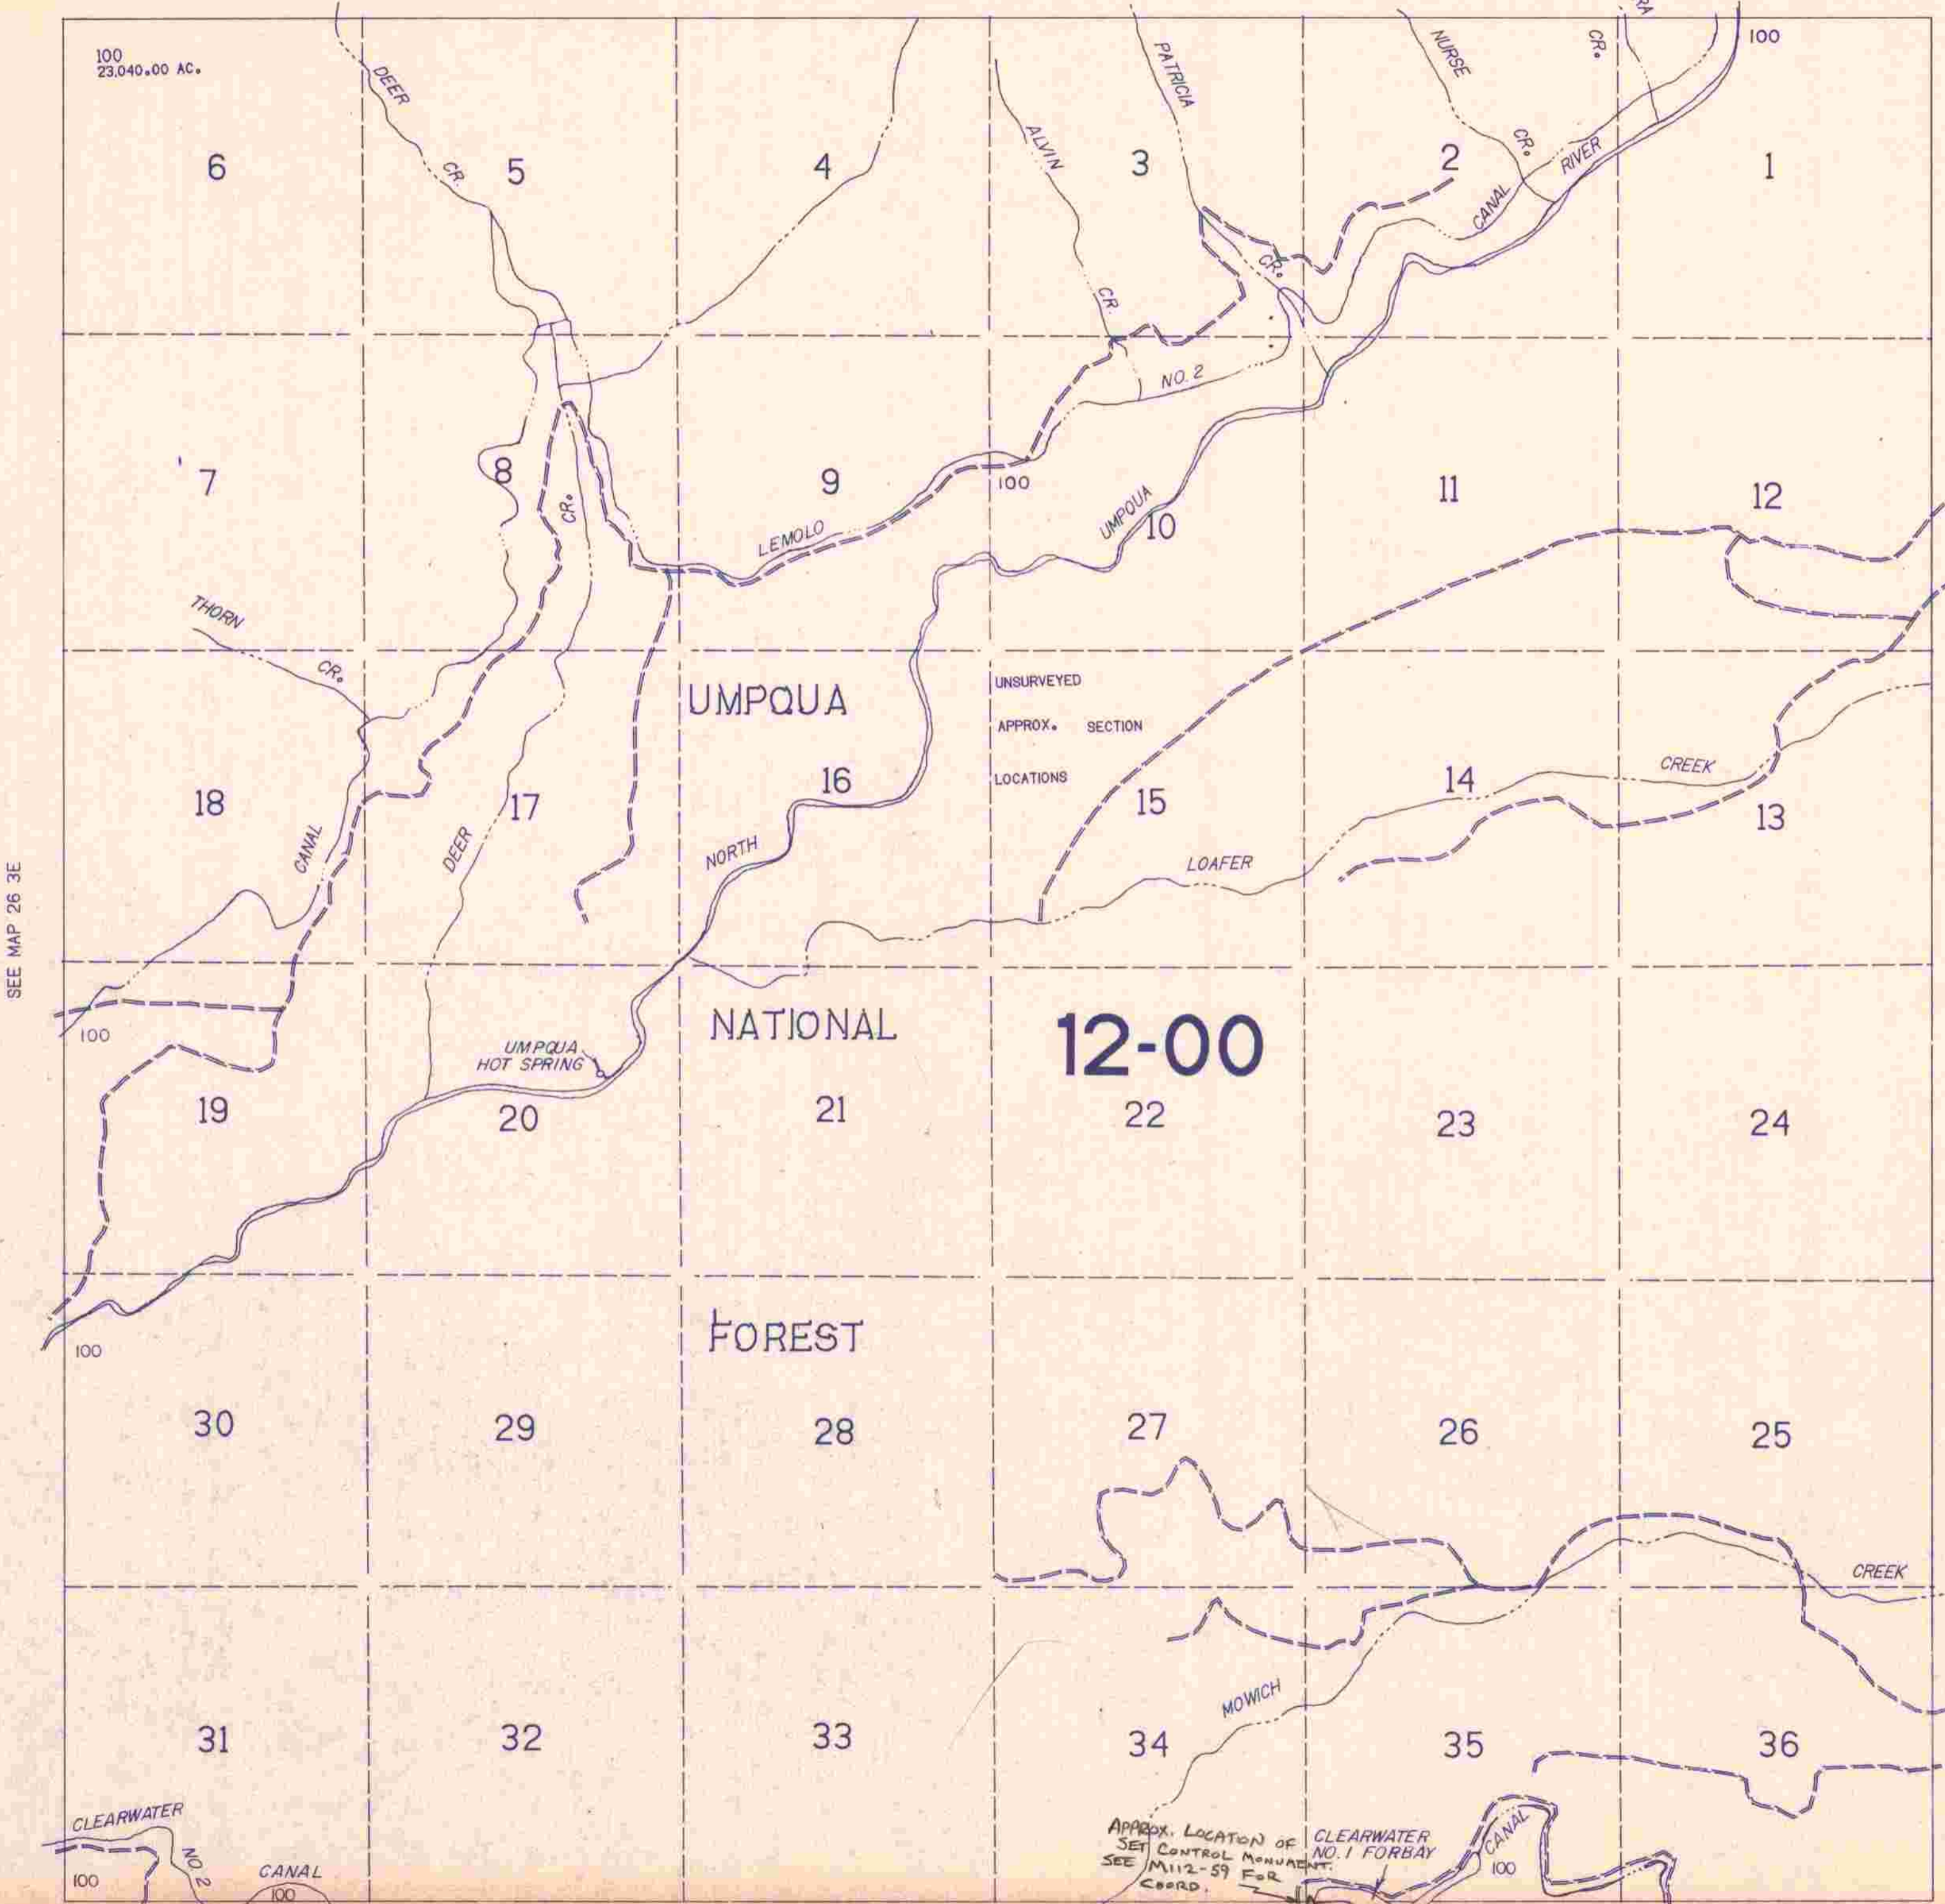 100
23,040.00 AC.
DEER
CR.
PATRICIA
ALVIN
CR.
NURSE
CR.
CR.
RA
100
6
5
4
3
2
1
CR.
CANAL
RIVER
NO. 2
7
8
CR.
9
100
10
11
12
LEMOLO
UMPQUA
THORN
CR.
UMPQUA
UNSURVEYED
APPROX. SECTION
LOCATIONS
18
17
16
15
14
13
CREEK
CANAL
DEER
NORTH
LOAFER
SEE MAP 26 3E
100
UMPQUA
HOT SPRING
NATIONAL
12-00
19
20
21
22
23
24
100
FOREST
30
29
28
27
26
25
CREEK
MOWICH
31
32
33
34
35
36
CLEARWATER
NO. 2
CANAL
100
100
APPROX. LOCATION OF
SET CONTROL MONUMENT.
SEE M112-59 FOR
COORD.
CLEARWATER
NO. 1 FORBAY
CANAL
100